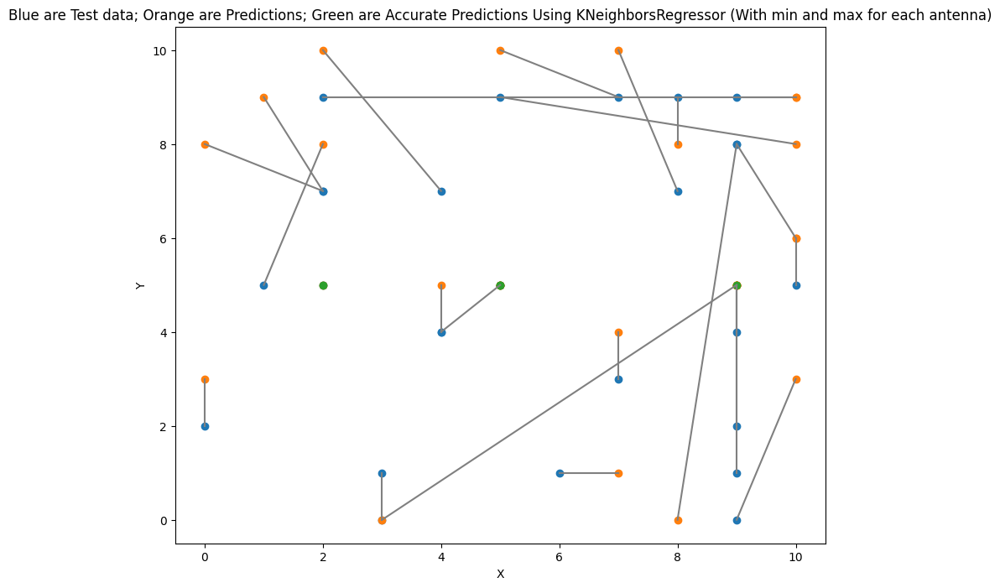 Blue are Test data; Orange are Predictions; Green are Accurate Predictions Using KNeighborsRegressor (With min and max for each antenna)
10
8
6
4
2
0
Y
0 2 4 6 8 10
X